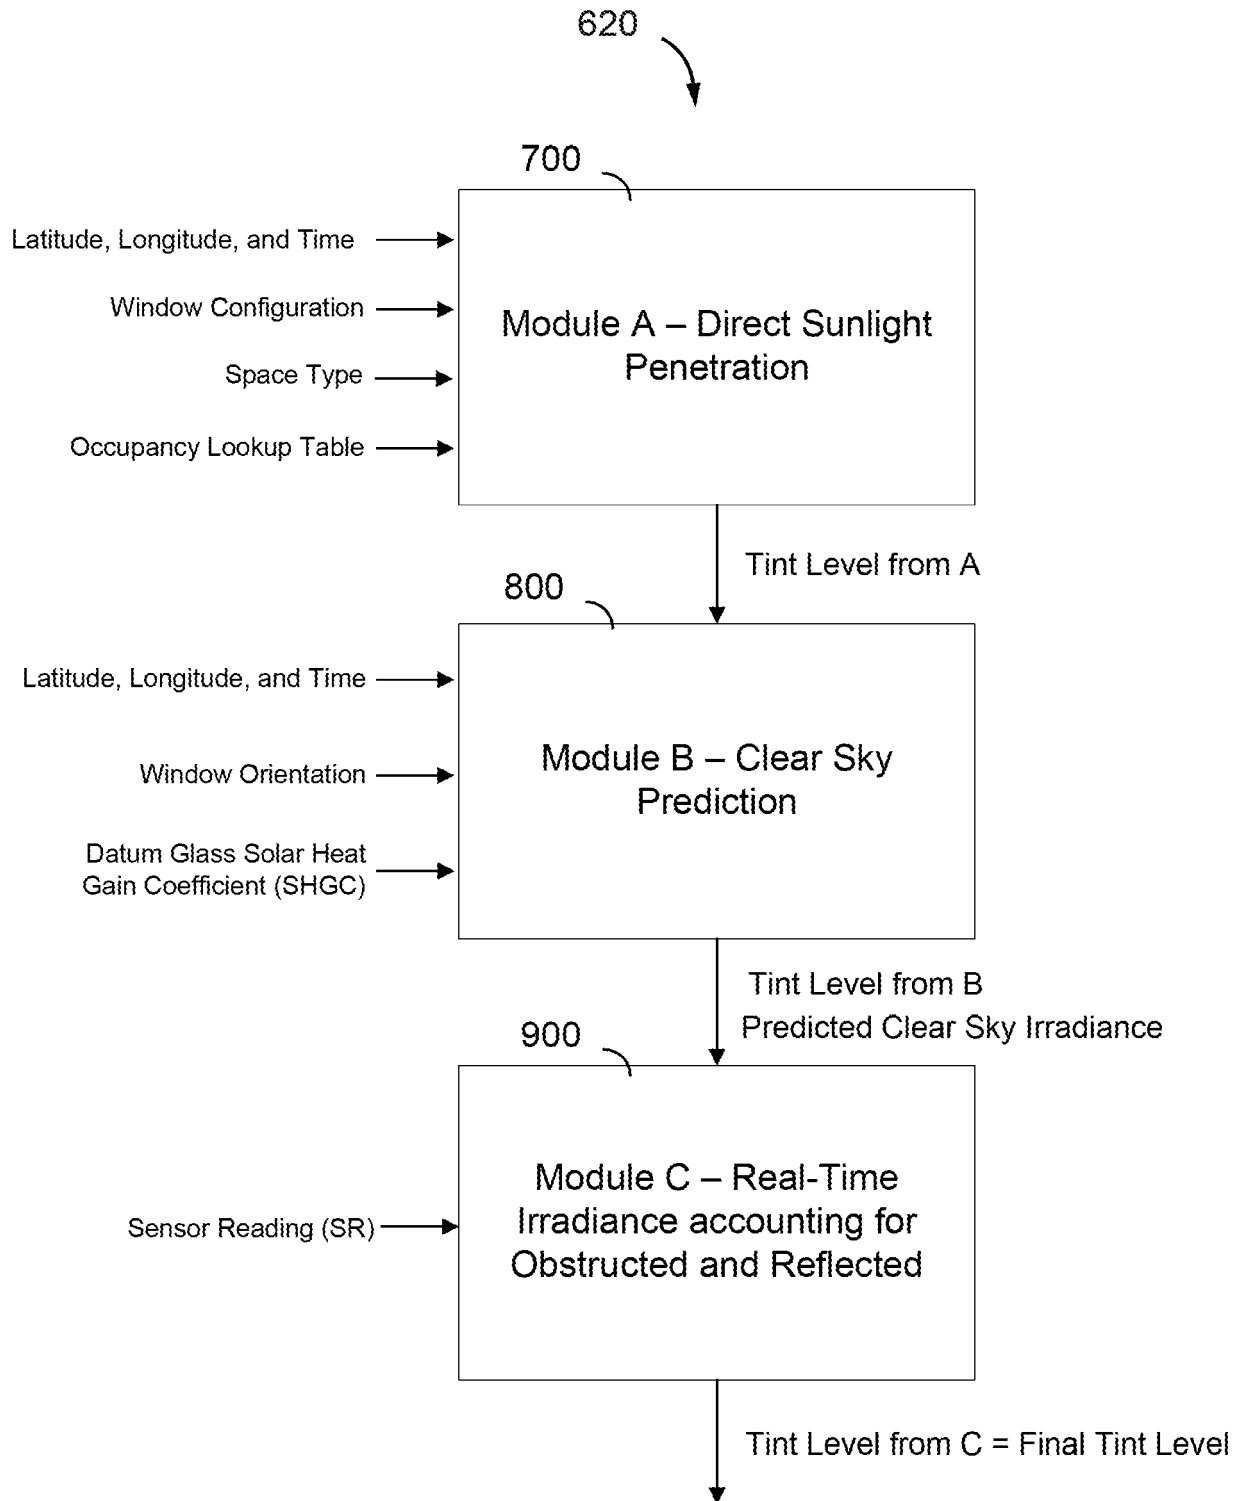 620
700
Latitude, Longitude, and Time
Window Configuration
Space Type
Occupancy Lookup Table
Module A – Direct Sunlight
Penetration
Tint Level from A
800
Latitude, Longitude, and Time
Window Orientation
Datum Glass Solar Heat
Gain Coefficient (SHGC)
Module B – Clear Sky
Prediction
Tint Level from B
Predicted Clear Sky Irradiance
900
Sensor Reading (SR)
Module C – Real-Time
Irradiance accounting for
Obstructed and Reflected
Tint Level from C = Final Tint Level